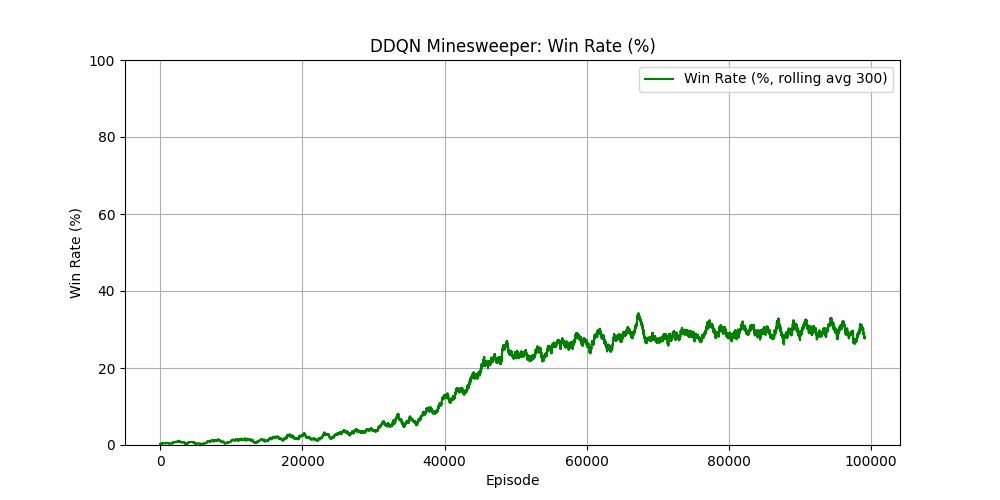 DDQN Minesweeper: Win Rate (%)
Win Rate (%, rolling avg 300)
100
80
60
40
20
0
Win Rate (%)
0 20000 40000 60000 80000 100000
Episode